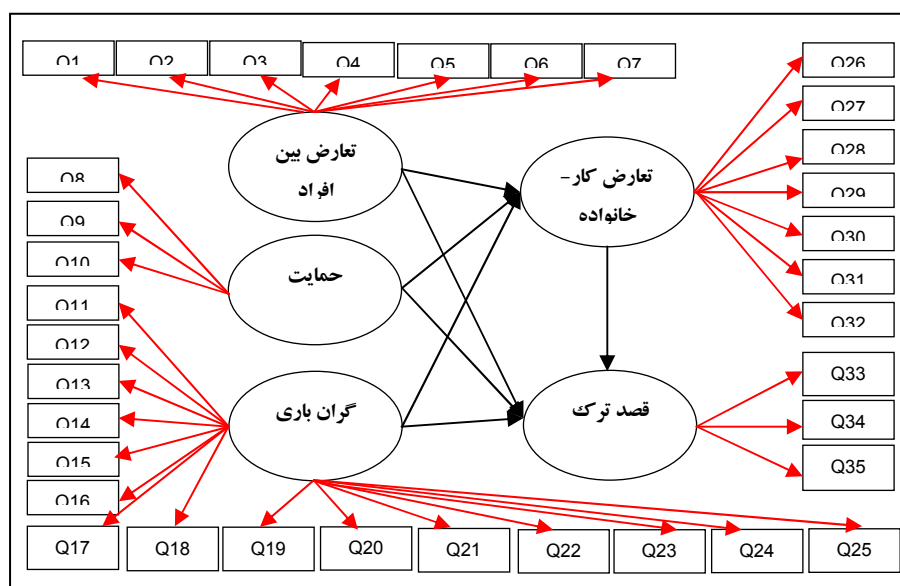 Q1 Q2 Q3 Q4 Q5 Q6 Q7
تعارض بین
افراد
حمایت
گران باری
تعارض کار-
خانواده
قصد ترک
Q8
Q9
Q10
Q11
Q12
Q13
Q14
Q15
Q16
Q17 Q18 Q19 Q20 Q21 Q22 Q23 Q24 Q25
Q26
Q27
Q28
Q29
Q30
Q31
Q32
Q33
Q34
Q35